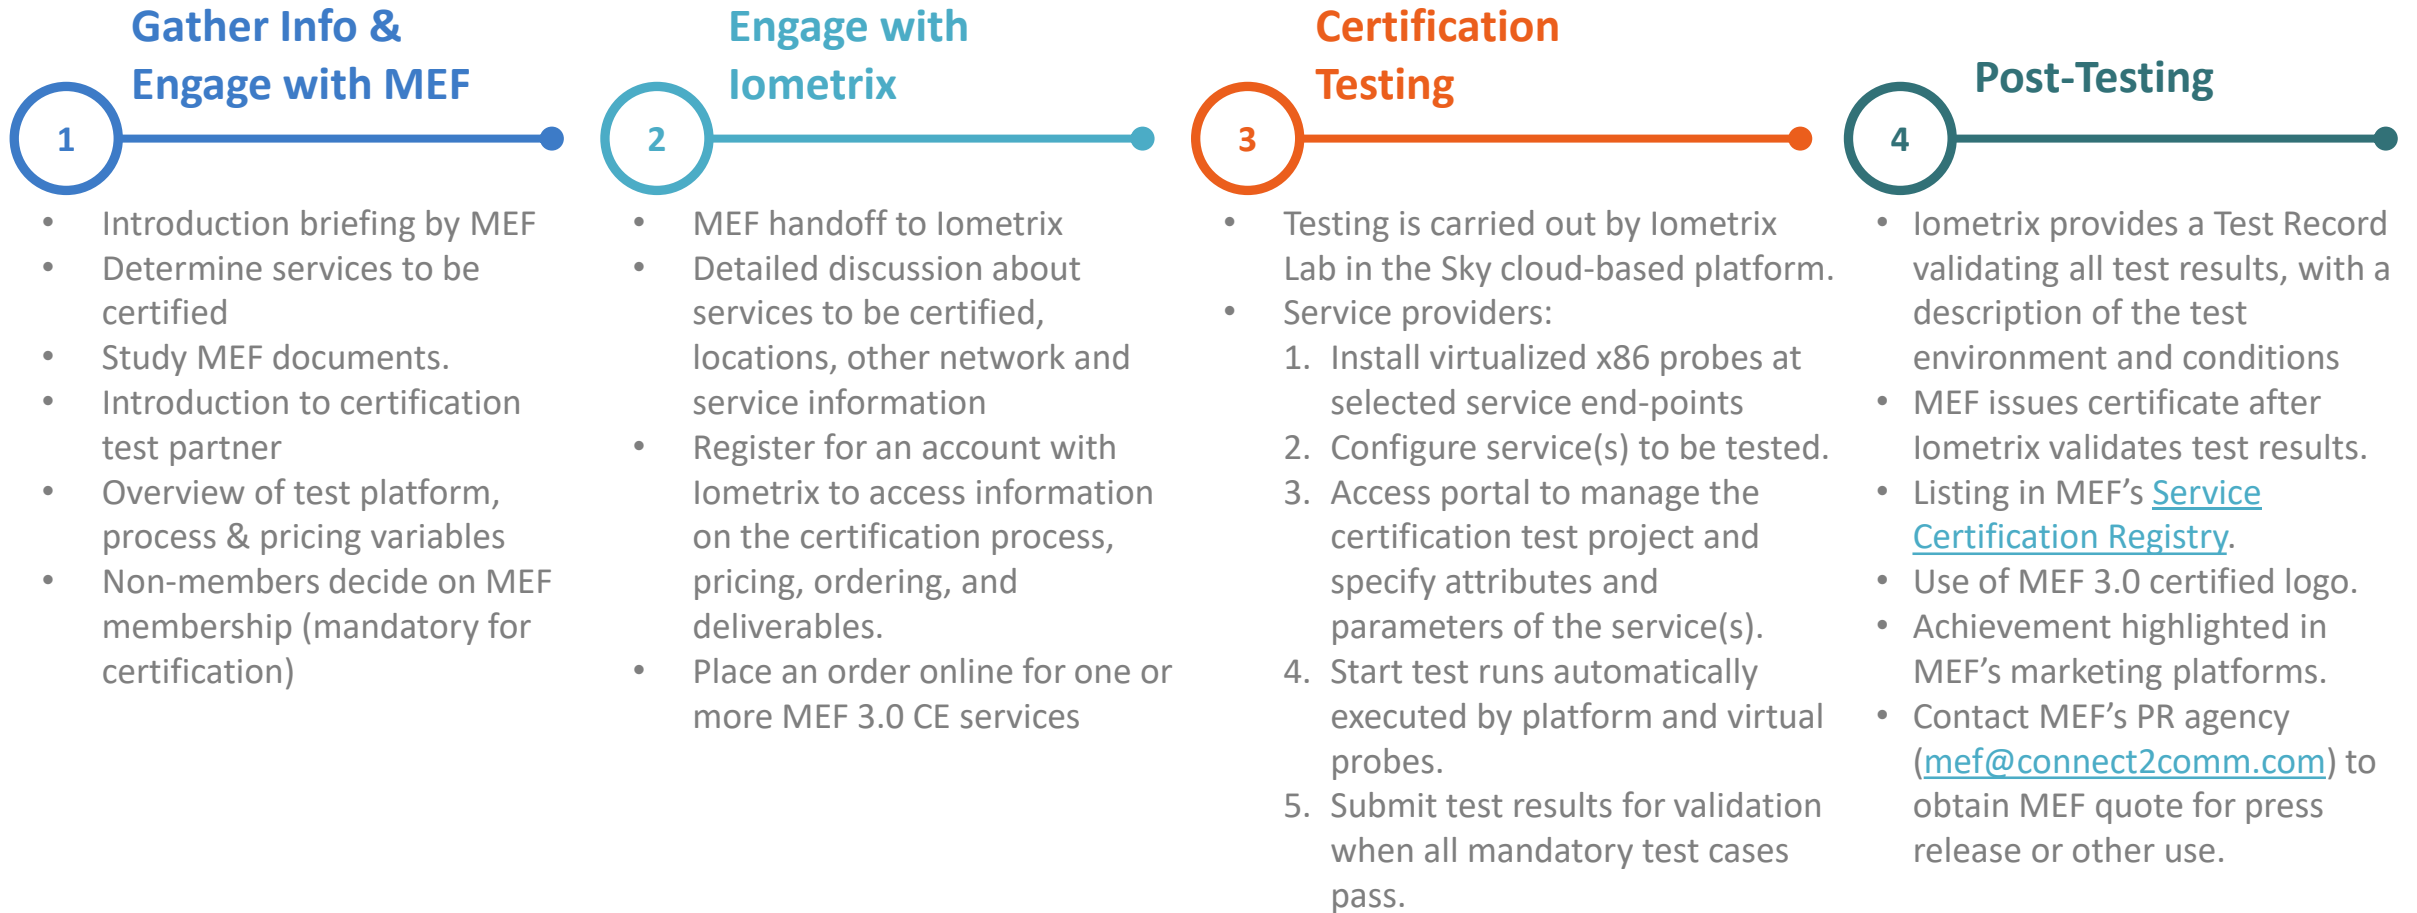 Gather Info &
Engage with MEF
1
• Introduction briefing by MEF
• Determine services to be
certified
• Study MEF documents.
• Introduction to certification
test partner
• Overview of test platform,
process & pricing variables
• Non-members decide on MEF
membership (mandatory for
certification)
Engage with
Iometrix
2
• MEF handoff to Iometrix
• Detailed discussion about
services to be certified,
locations, other network and
service information
• Register for an account with
Iometrix to access information
on the certification process,
pricing, ordering, and
deliverables.
• Place an order online for one or
more MEF 3.0 CE services
Certification
Testing
3
• Testing is carried out by Iometrix
Lab in the Sky cloud-based platform.
• Service providers:
1. Install virtualized x86 probes at
selected service end-points
2. Configure service(s) to be tested.
3. Access portal to manage the
certification test project and
specify attributes and
parameters of the service(s).
4. Start test runs automatically
executed by platform and virtual
probes.
5. Submit test results for validation
when all mandatory test cases
pass.
Post-Testing
4
• Iometrix provides a Test Record
validating all test results, with a
description of the test
environment and conditions
• MEF issues certificate after
Iometrix validates test results.
• Listing in MEF’s Service
Certification Registry.
• Use of MEF 3.0 certified logo.
• Achievement highlighted in
MEF’s marketing platforms.
• Contact MEF’s PR agency
(mef@connect2comm.com) to
obtain MEF quote for press
release or other use.